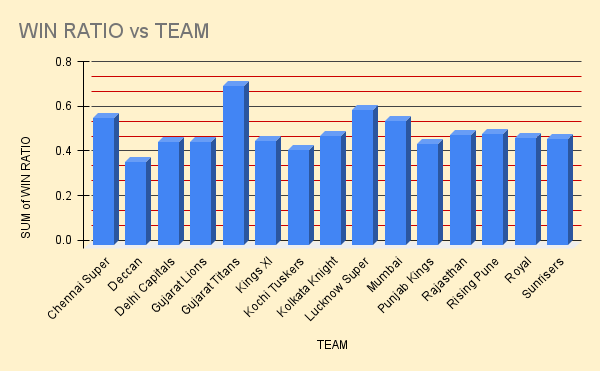 WIN RATIO vs TEAM
SUM of WIN RATIO
0.8
0.6
0.4
0.2
0.0
Chennai Super
Deccan
Delhi Capitals
Gujarat Lions
Gujarat Titans
Kings XI
Kochi Tuskers
Kolkata Knight
Lucknow Super
Mumbai
Punjab Kings
Rajasthan
Rising Pune
Royal
Sunrisers
TEAM